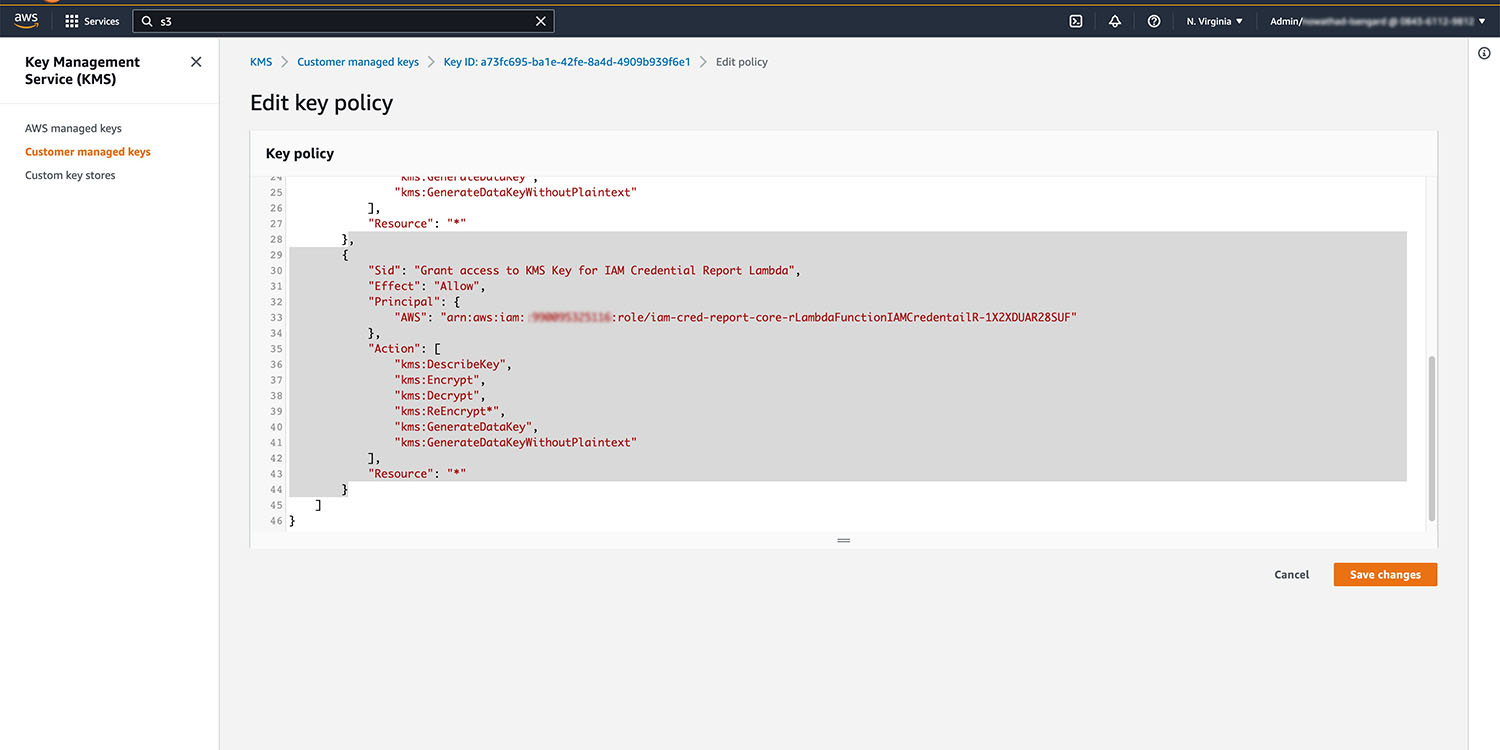 aws
Services
s3
N. Virginia
Admin/
Key Management
Service (KMS)
AWS managed keys
Customer managed keys
Custom key stores
KMS
Customer managed keys
Key ID: a73fc695-ba1e-42fe-8a4d-4909b939f6e1
Edit policy
Edit key policy
Key policy
24 "kms:GenerateDataKey",
25 "kms:GenerateDataKeyWithoutPlaintext"
26 ],
27 "Resource": "*"
28 },
29 {
30 "Sid": "Grant access to KMS Key for IAM Credential Report Lambda",
31 "Effect": "Allow",
32 "Principal": {
33 "AWS": "arn:aws:iam: :role/iam-cred-report-core-rLambdaFunctionIAMCredentailR-1X2XDUAR28SUF"
34 },
35 "Action": [
36 "kms:DescribeKey",
37 "kms:Encrypt",
38 "kms:Decrypt",
39 "kms:ReEncrypt*",
40 "kms:GenerateDataKey",
41 "kms:GenerateDataKeyWithoutPlaintext"
42 ],
43 "Resource": "*"
44 }
45 ]
46 }
Cancel
Save changes